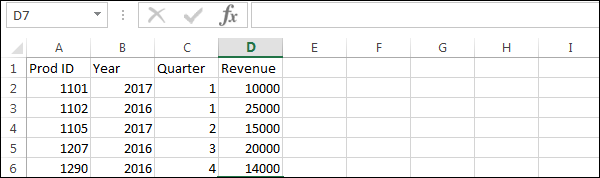 D7 fx
A B C D E F G H I
1 Prod ID Year Quarter Revenue
2 1101 2017 1 10000
3 1102 2016 1 25000
4 1105 2017 2 15000
5 1207 2016 3 20000
6 1290 2016 4 14000